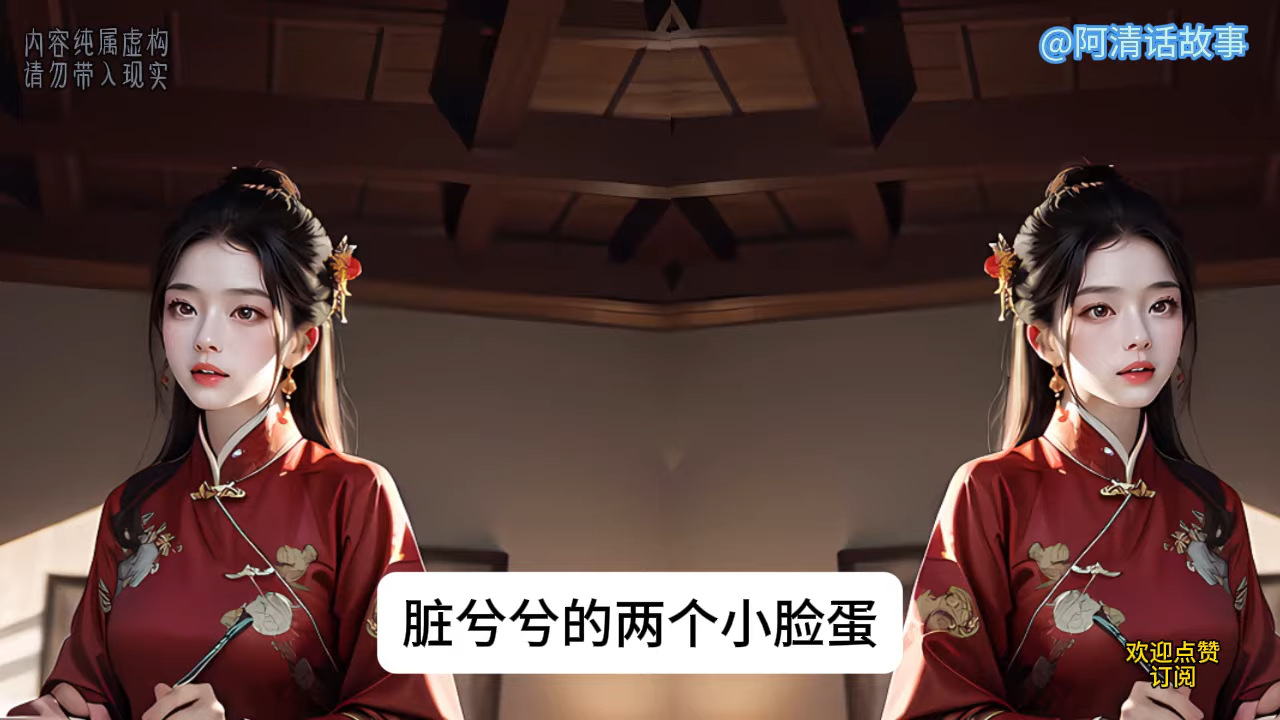 内容纯属虚构
请勿带入现实
@阿清话故事
脏兮兮的两个小脸蛋
欢迎点赞
订阅